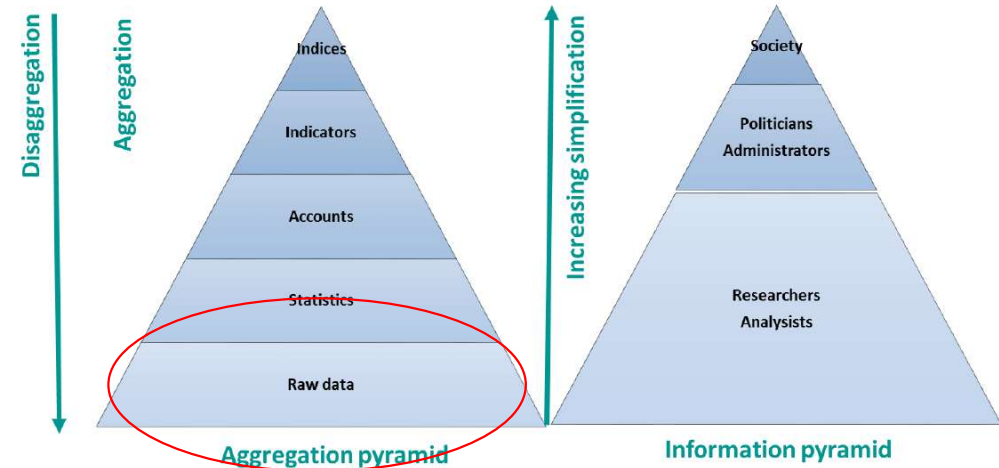 Disaggregation
Aggregation
Indices
Indicators
Accounts
Statistics
Raw data
Aggregation pyramid
Increasing simplification
Society
Politicians
Administrators
Researchers
Analysists
Information pyramid